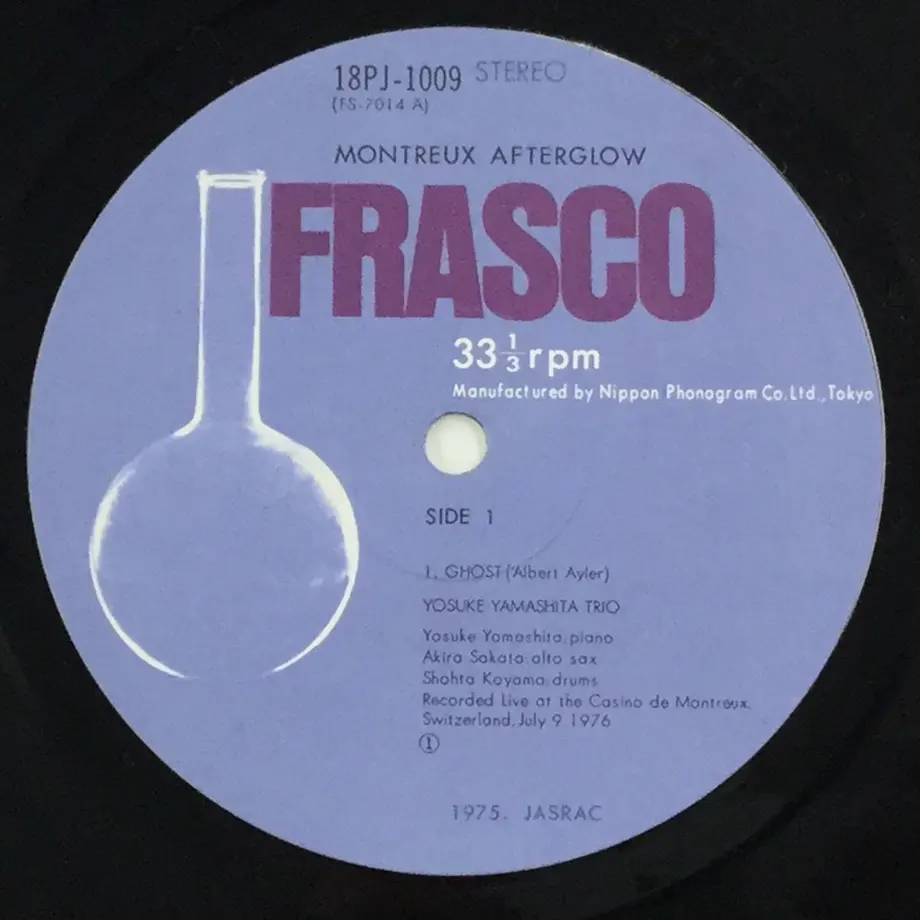 18PJ-1009 STEREO
(FS-7014 A)
MONTREUX AFTERGLOW
FRASCO
33 1/3 rpm
Manufactured by Nippon Phonogram Co.Ltd.,Tokyo
SIDE 1
1. GHOST (Albert Ayler)
YOSUKE YAMASHITA TRIO
Yosuke Yamashita:piano
Akira Sakata:alto sax
Shohta Koyama:drums
Recorded Live at the Casino de Montreux,
Switzerland,July 9 1976
①
1975. JASRAC